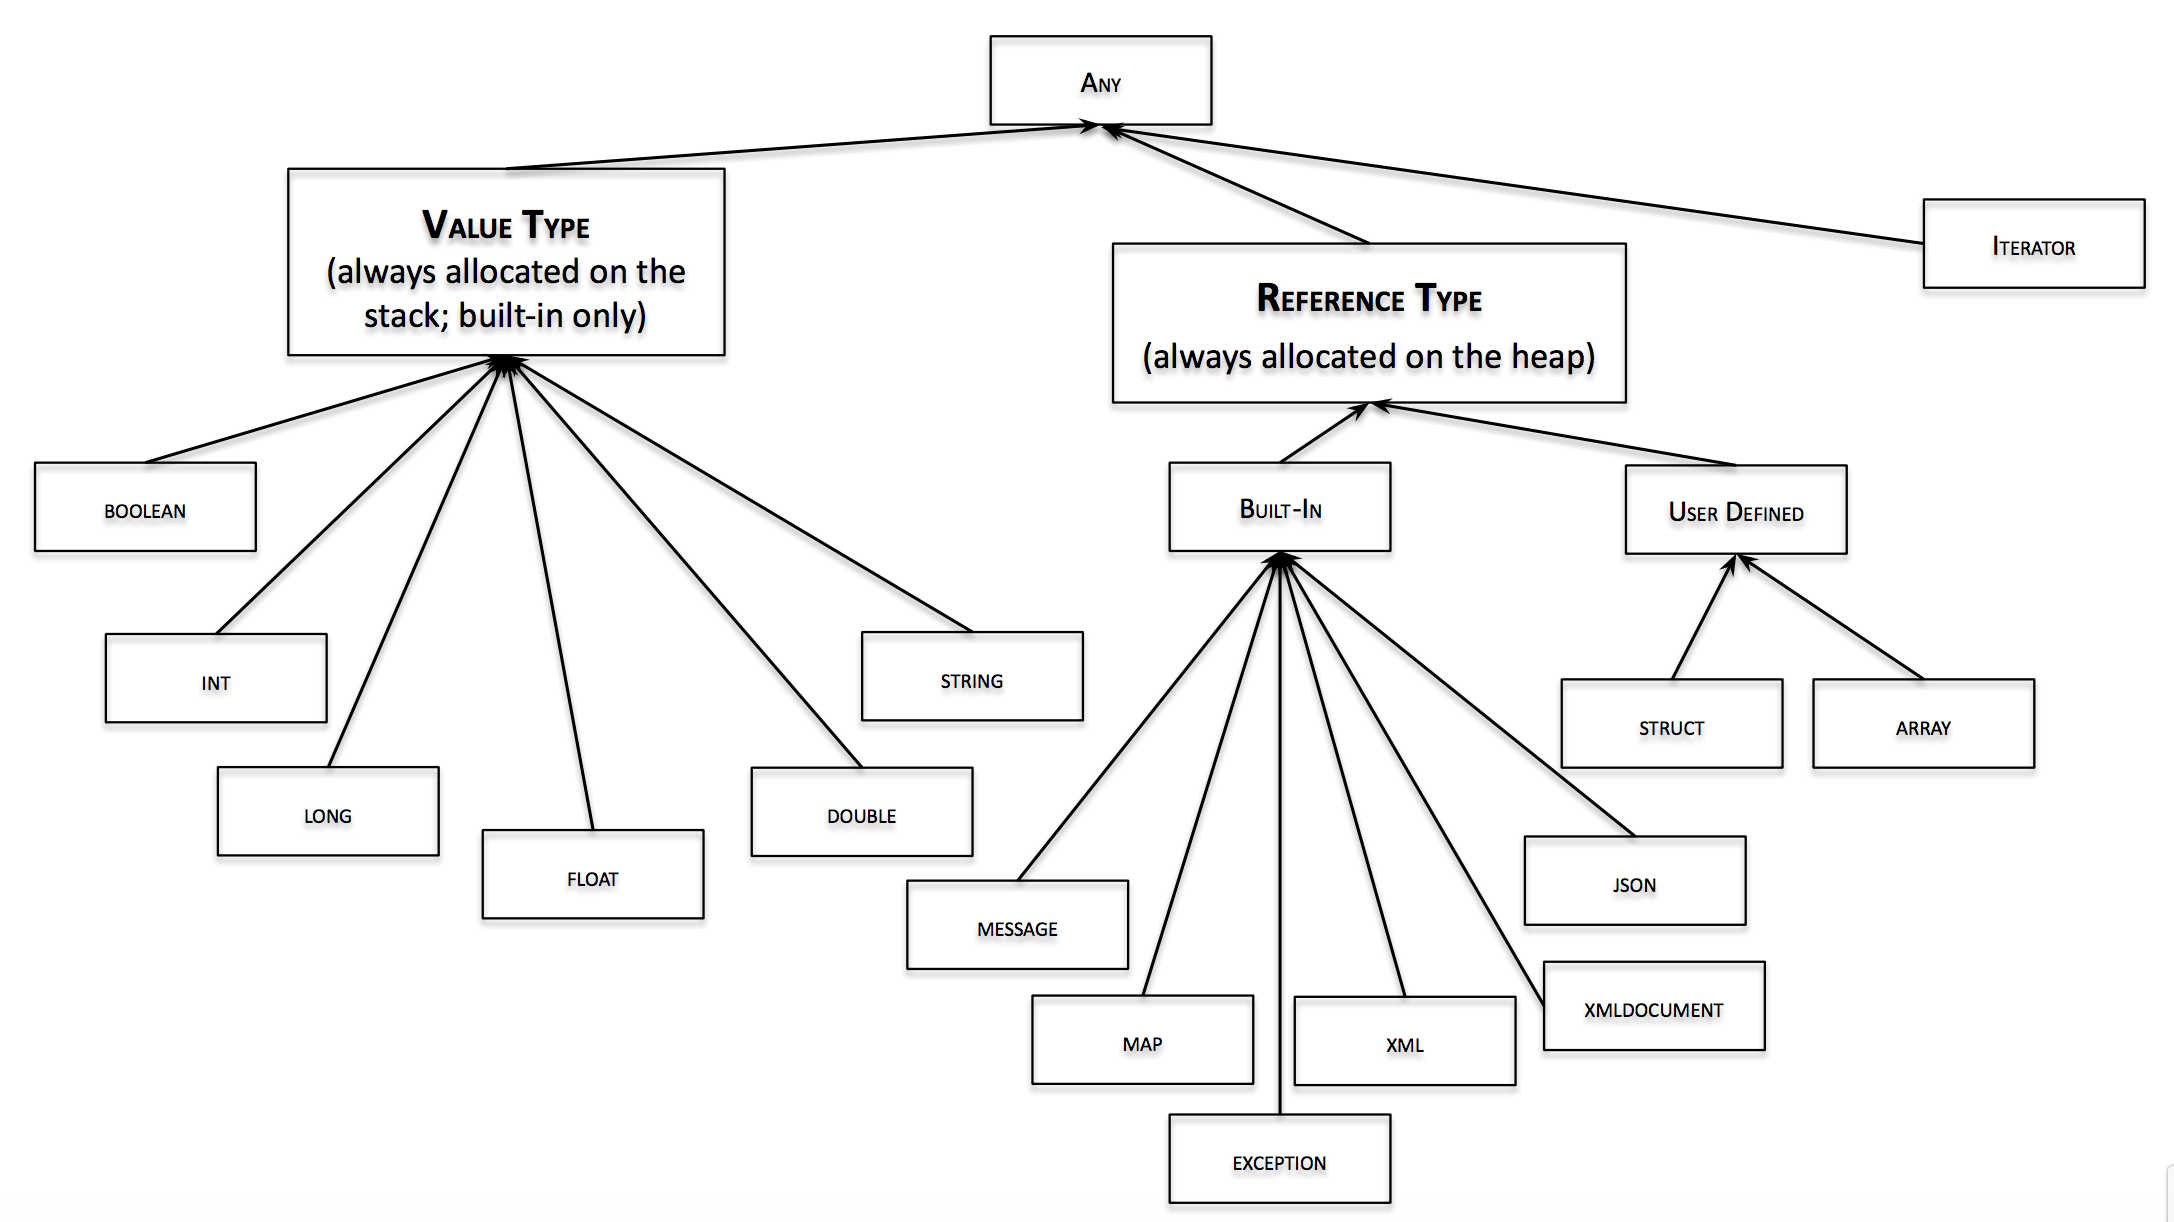 Any
Value Type
(always allocated on the
stack; built-in only)
Reference Type
(always allocated on the heap)
Iterator
boolean
int
long
float
double
string
Built-In
User Defined
message
map
exception
xml
xmldocument
json
struct
array